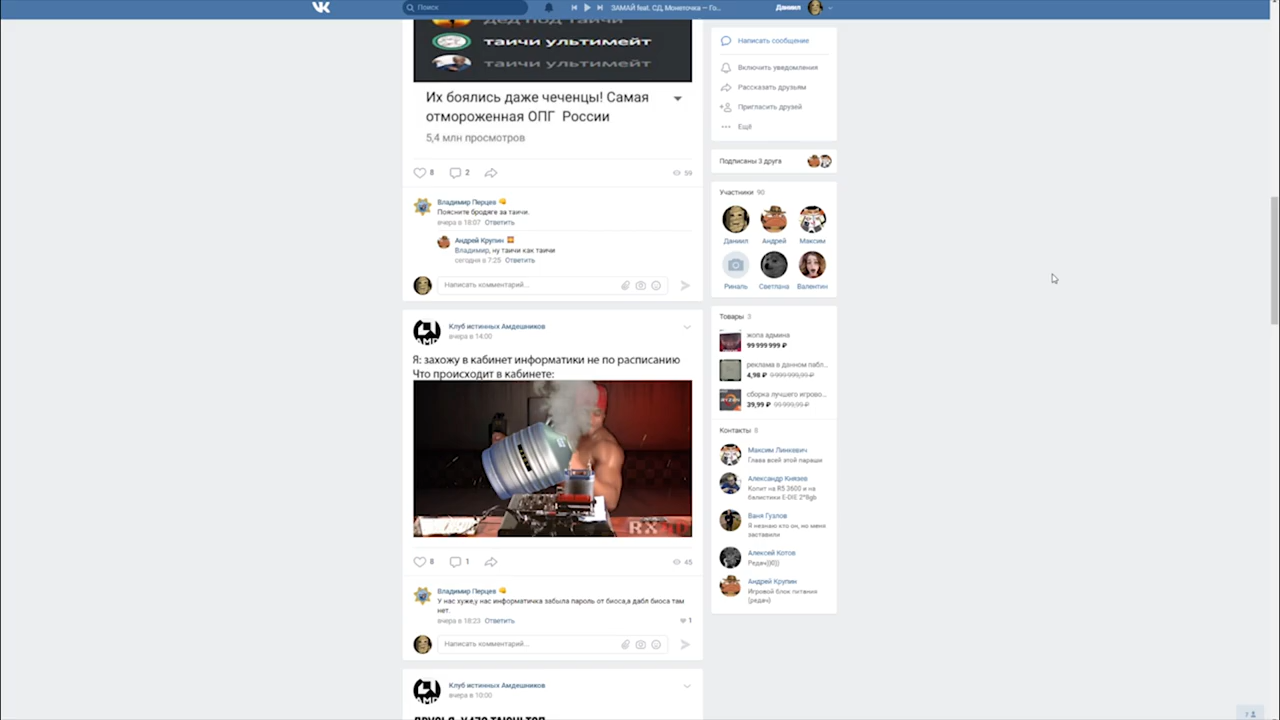 Поиск
ЗАМАЙ feat. СД, Монеточка — Го...
Даниил
ДЕД ПОД ТАИЧИ
таичи ультимейт
таичи ультимейт
Их боялись даже чеченцы! Самая
отмороженная ОПГ России
5,4 млн просмотров
8 2 59
Владимир Перцев
Поясните бродяге за таичи.
вчера в 18:07 Ответить
Андрей Крупин
Владимир, ну таичи как таичи
сегодня в 7:25 Ответить
Написать комментарий...
Клуб истинных Амдешников
вчера в 14:00
Я: захожу в кабинет информатики не по расписанию
Что происходит в кабинете:
8 1 45
Владимир Перцев
У нас хуже,у нас информатичка забыла пароль от биоса,а дабл биоса там
нет.
вчера в 18:23 Ответить
1
Написать комментарий...
Клуб истинных Амдешников
вчера в 10:00
Написать сообщение
Включить уведомления
Рассказать друзьям
Пригласить друзей
Ещё
Подписаны 3 друга
Участники 90
Даниил Андрей Максим
Риналь Светлана Валентин
Товары 3
жопа админа
99 999 999 ₽
реклама в данном пабл...
4,98 ₽ 9 999 999,99 ₽
сборка лучшего игрово...
39,99 ₽ 99 999,99 ₽
Контакты 8
Максим Линкевич
Глава всей этой параши
Александр Князев
Копит на R5 3600 и на
балистики E-DIE 2*8gb
Ваня Гузлов
Я незнаю кто он, но меня
заставили
Алексей Котов
Редач))0))
Андрей Крупин
Игровой блок питания
(редач)